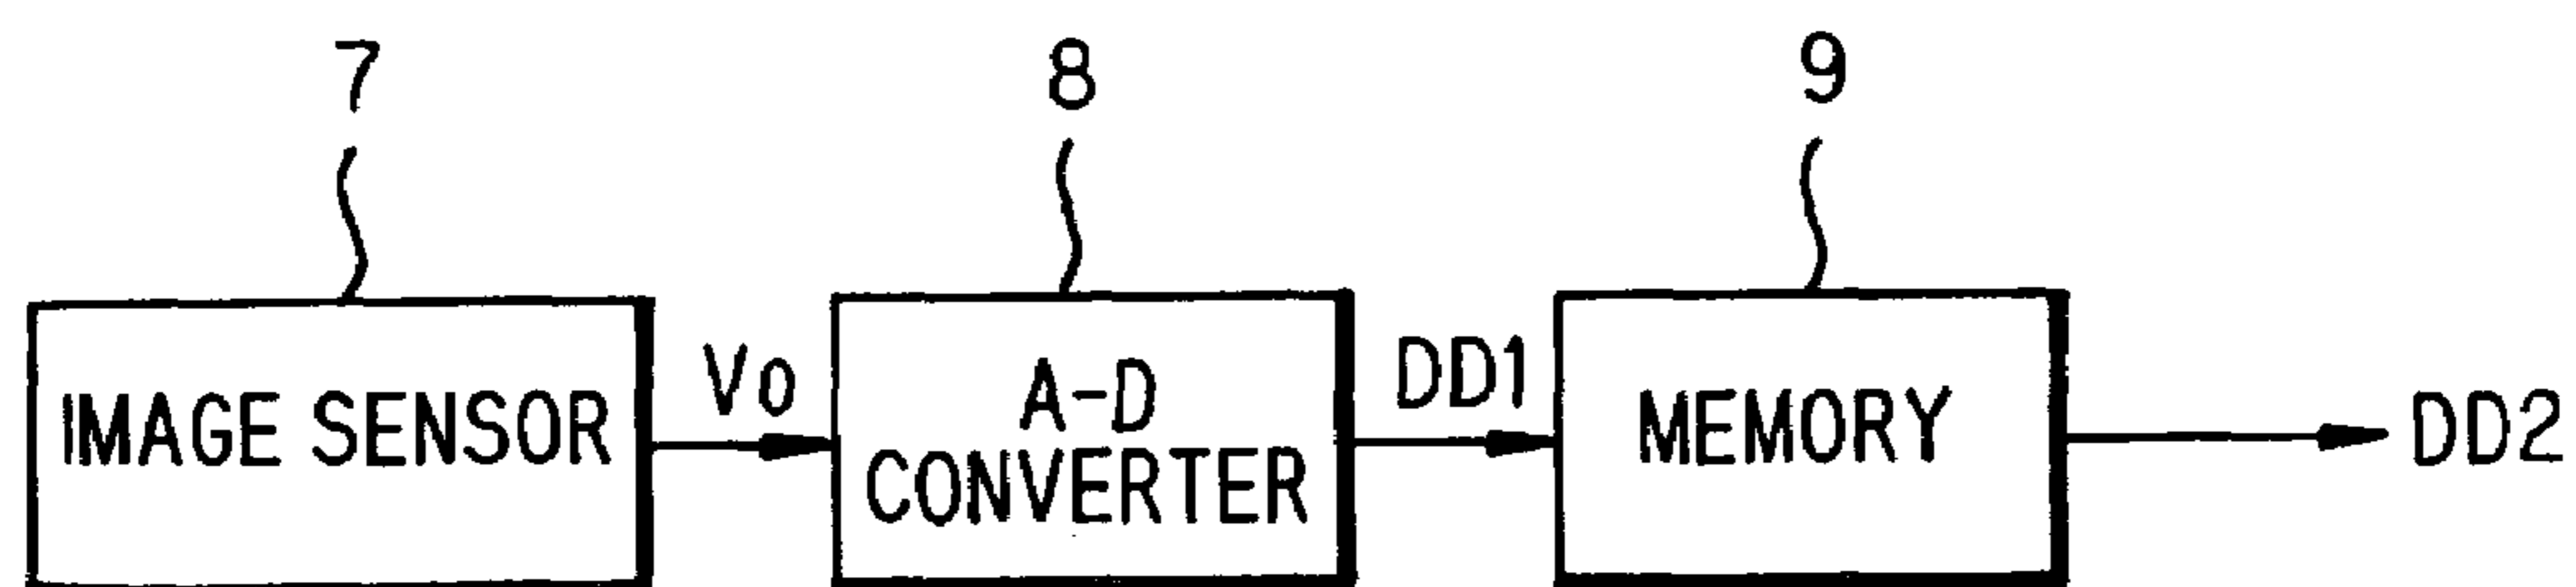 7 8 9
IMAGE SENSOR
Vo
A-D
CONVERTER
DD1
MEMORY
DD2